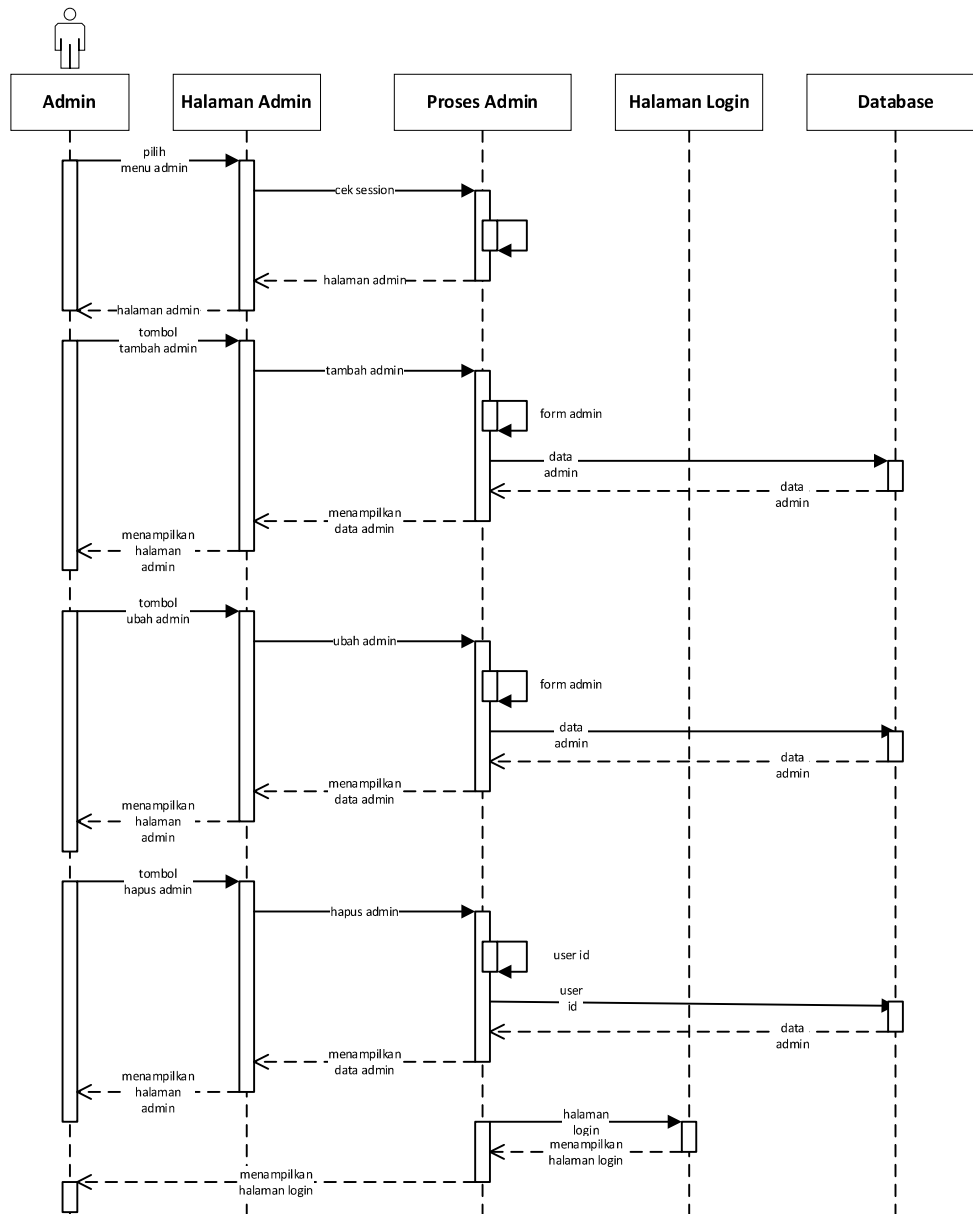 Admin
Halaman Admin
Proses Admin
Halaman Login
Database
pilih
menu admin
cek session
halaman admin
halaman admin
tombol
tambah admin
tambah admin
form admin
data
admin
data
admin
menampilkan
data admin
menampilkan
halaman
admin
tombol
ubah admin
ubah admin
form admin
data
admin
data
admin
menampilkan
data admin
menampilkan
halaman
admin
tombol
hapus admin
hapus admin
user id
user
id
data
admin
menampilkan
data admin
menampilkan
halaman
admin
halaman
login
menampilkan
halaman login
menampilkan
halaman login